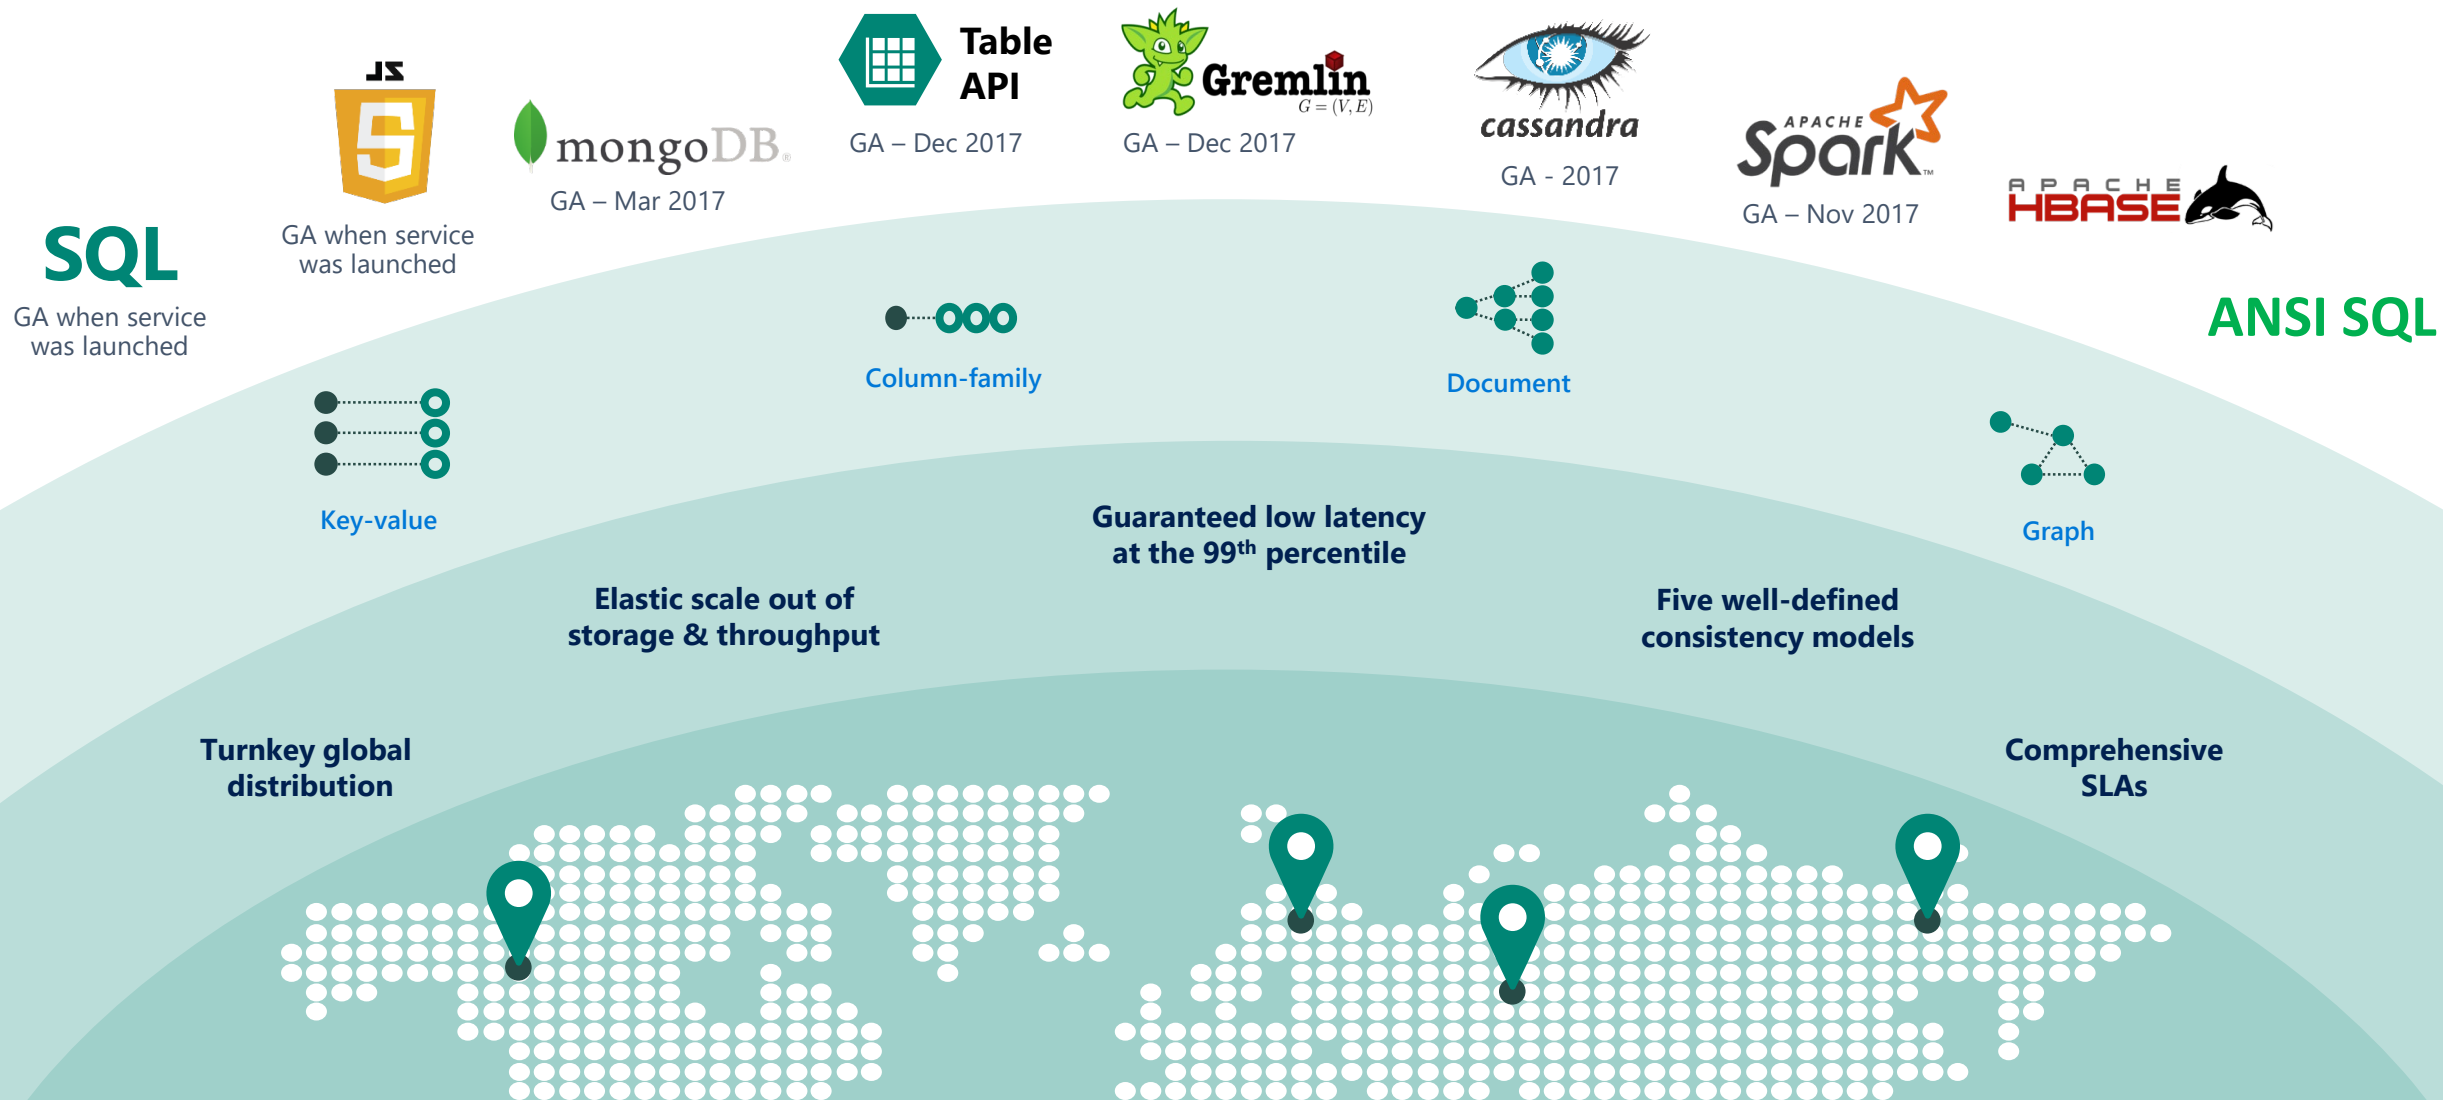 SQL
GA when service
was launched
JS
GA when service
was launched
mongoDB®
GA – Mar 2017
Table
API
GA – Dec 2017
Gremlin
G = (V, E)
GA – Dec 2017
cassandra
GA - 2017
APACHE
Spark™
GA – Nov 2017
APACHE
HBASE
ANSI SQL
Key-value
Column-family
Document
Graph
Turnkey global
distribution
Elastic scale out of
storage & throughput
Guaranteed low latency
at the 99th percentile
Five well-defined
consistency models
Comprehensive
SLAs